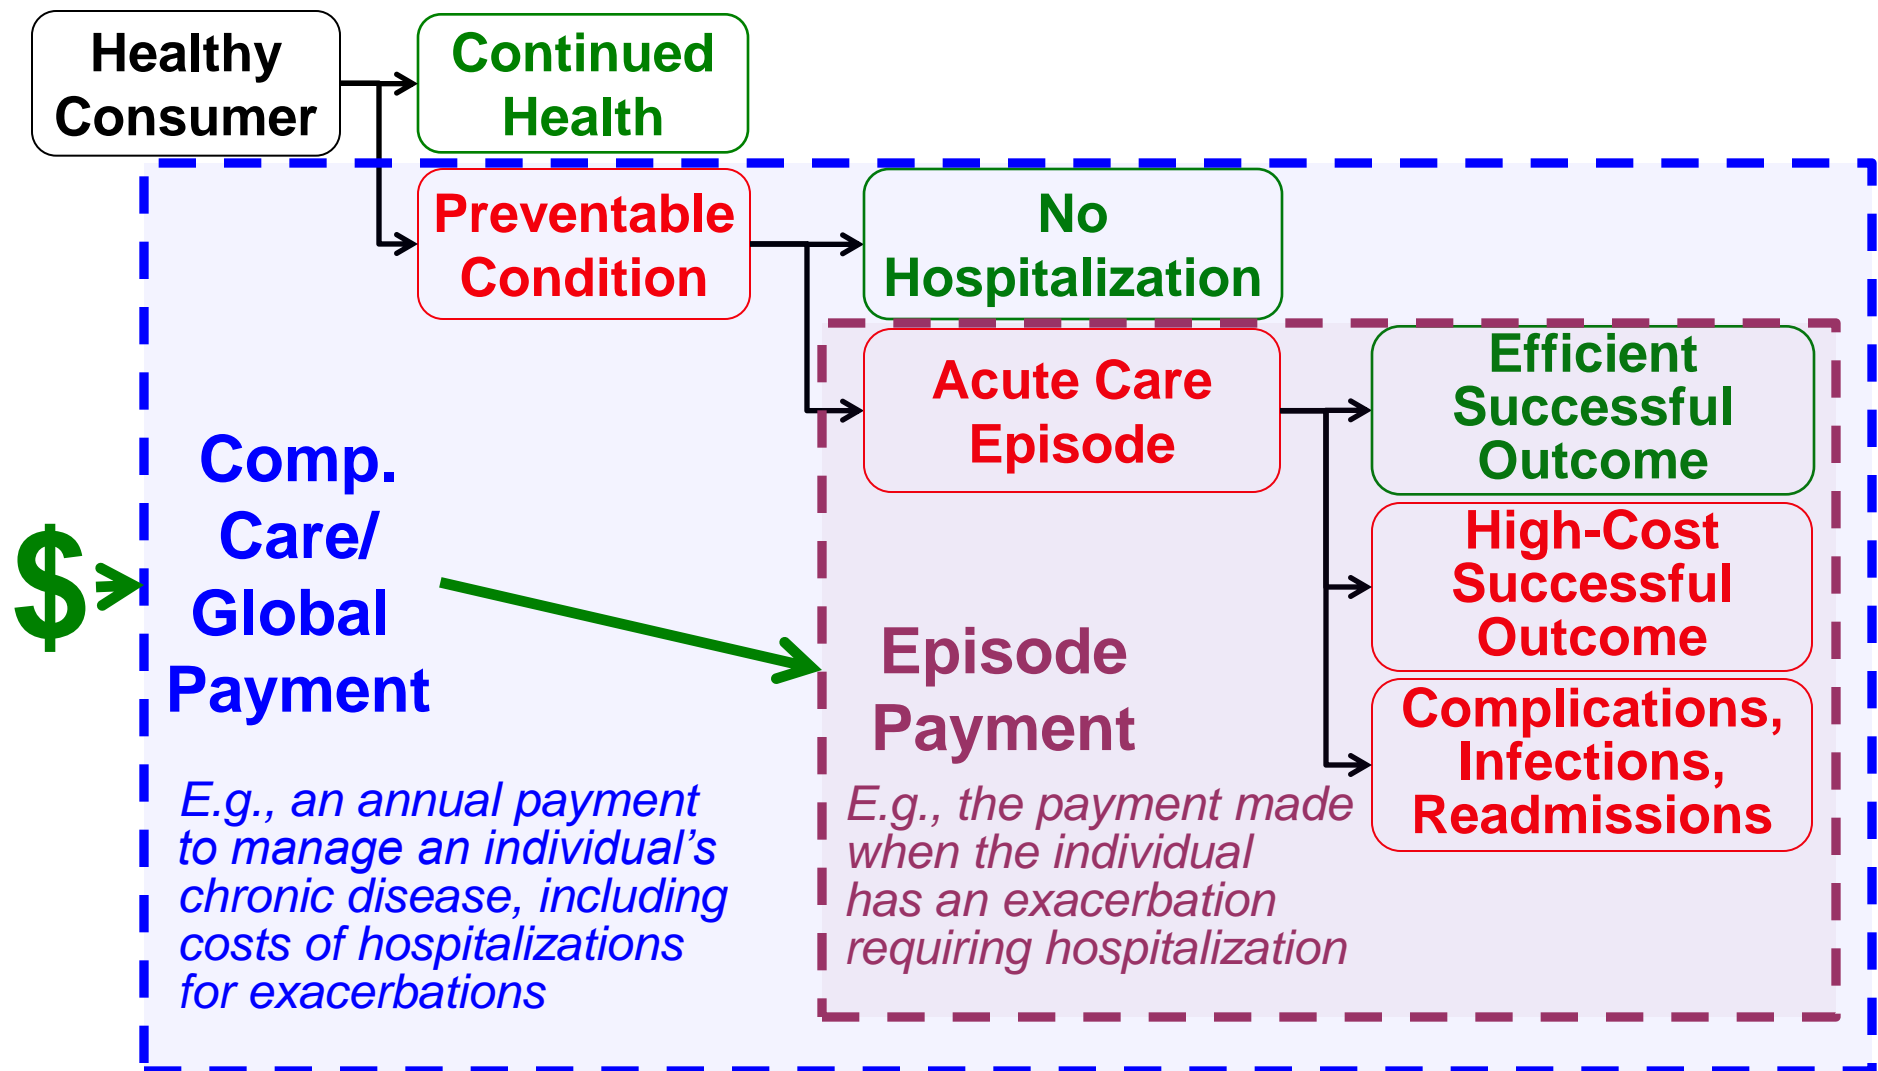 Healthy
Consumer
Continued
Health
Preventable
Condition
No
Hospitalization
Acute Care
Episode
Efficient
Successful
Outcome
High-Cost
Successful
Outcome
Complications,
Infections,
Readmissions
$
Comp.
Care/
Global
Payment
E.g., an annual payment
to manage an individual’s
chronic disease, including
costs of hospitalizations
for exacerbations
Episode
Payment
E.g., the payment made
when the individual
has an exacerbation
requiring hospitalization